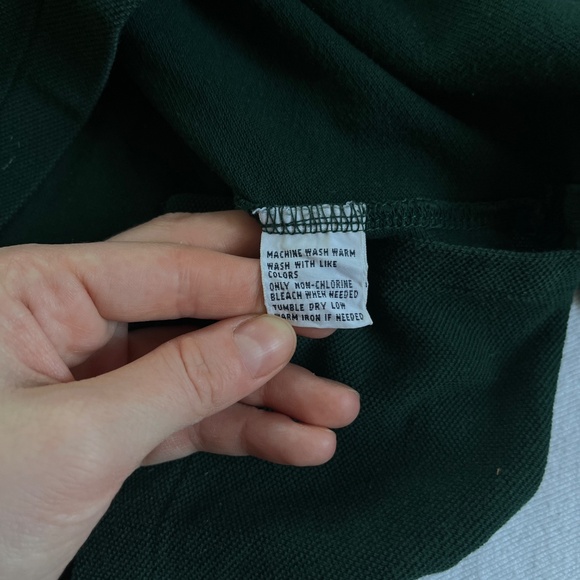 MACHINE WASH WARM
WASH WITH LIKE
COLORS
ONLY NON-CHLORINE
BLEACH WHEN NEEDED
TUMBLE DRY LOW
WARM IRON IF NEEDED